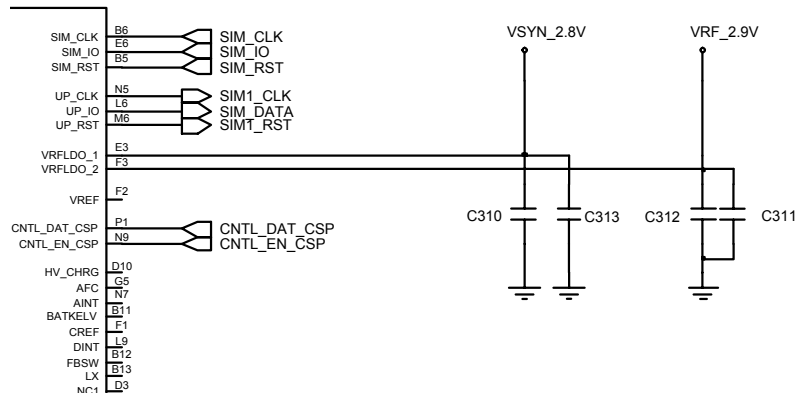 VSYN_2.8V VRF_2.9V
SIM_CLK B6 SIM_CLK
SIM_IO E6 SIM_IO
SIM_RST B5 SIM_RST
UP_CLK N5 SIM1_CLK
UP_IO L6 SIM_DATA
UP_RST M6 SIM1_RST
VRFLDO_1 E3
VRFLDO_2 F3
VREF F2
C310 C313 C312 C311
CNTL_DAT_CSP P1 CNTL_DAT_CSP
CNTL_EN_CSP N9 CNTL_EN_CSP
HV_CHRG D10
AFC G5
AINT N7
BATKELV B11
CREF F1
DINT L9
FBSW B12
LX B13
NC1 D3